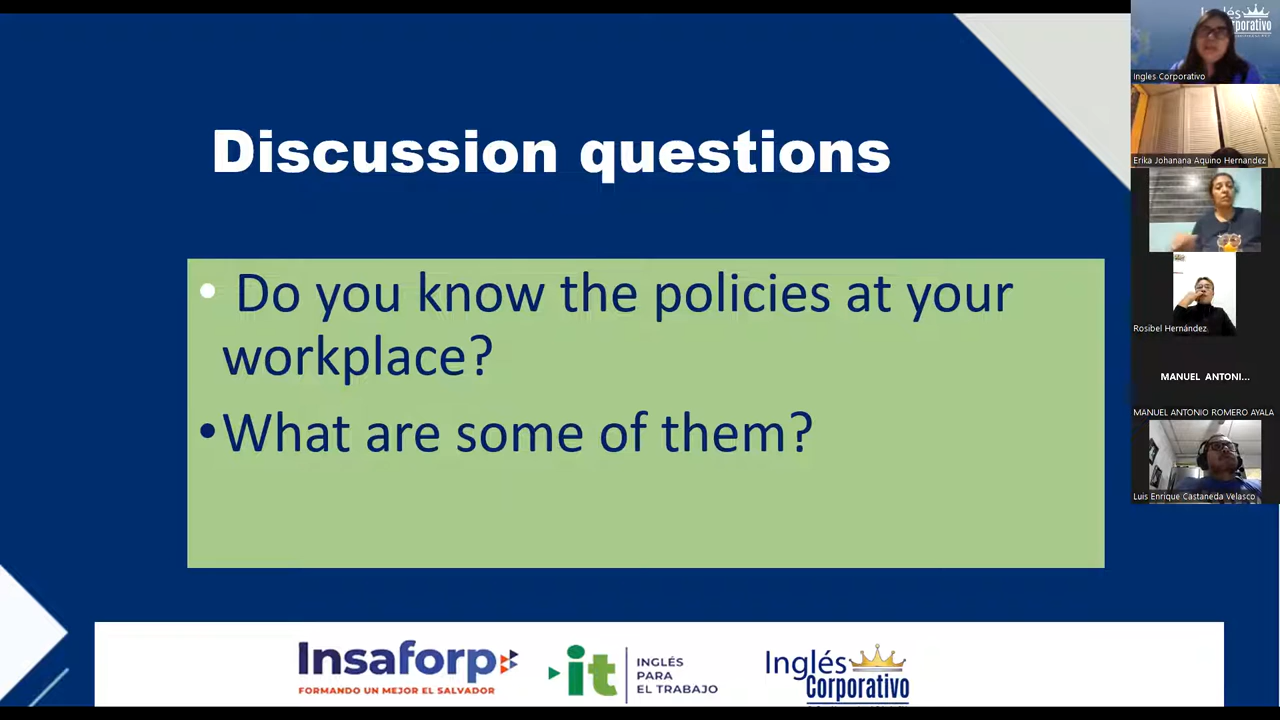 Discussion questions
• Do you know the policies at your
workplace?
•What are some of them?
Insaforp
FORMANDO UN MEJOR EL SALVADOR
it
INGLÉS
PARA
EL TRABAJO
Inglés
Corporativo
Ingles Corporativo
Erika Johanana Aquino Hernandez
Rosibel Hernández
MANUEL ANTONI...
MANUEL ANTONIO ROMERO AYALA
Luis Enrique Castaneda Velasco